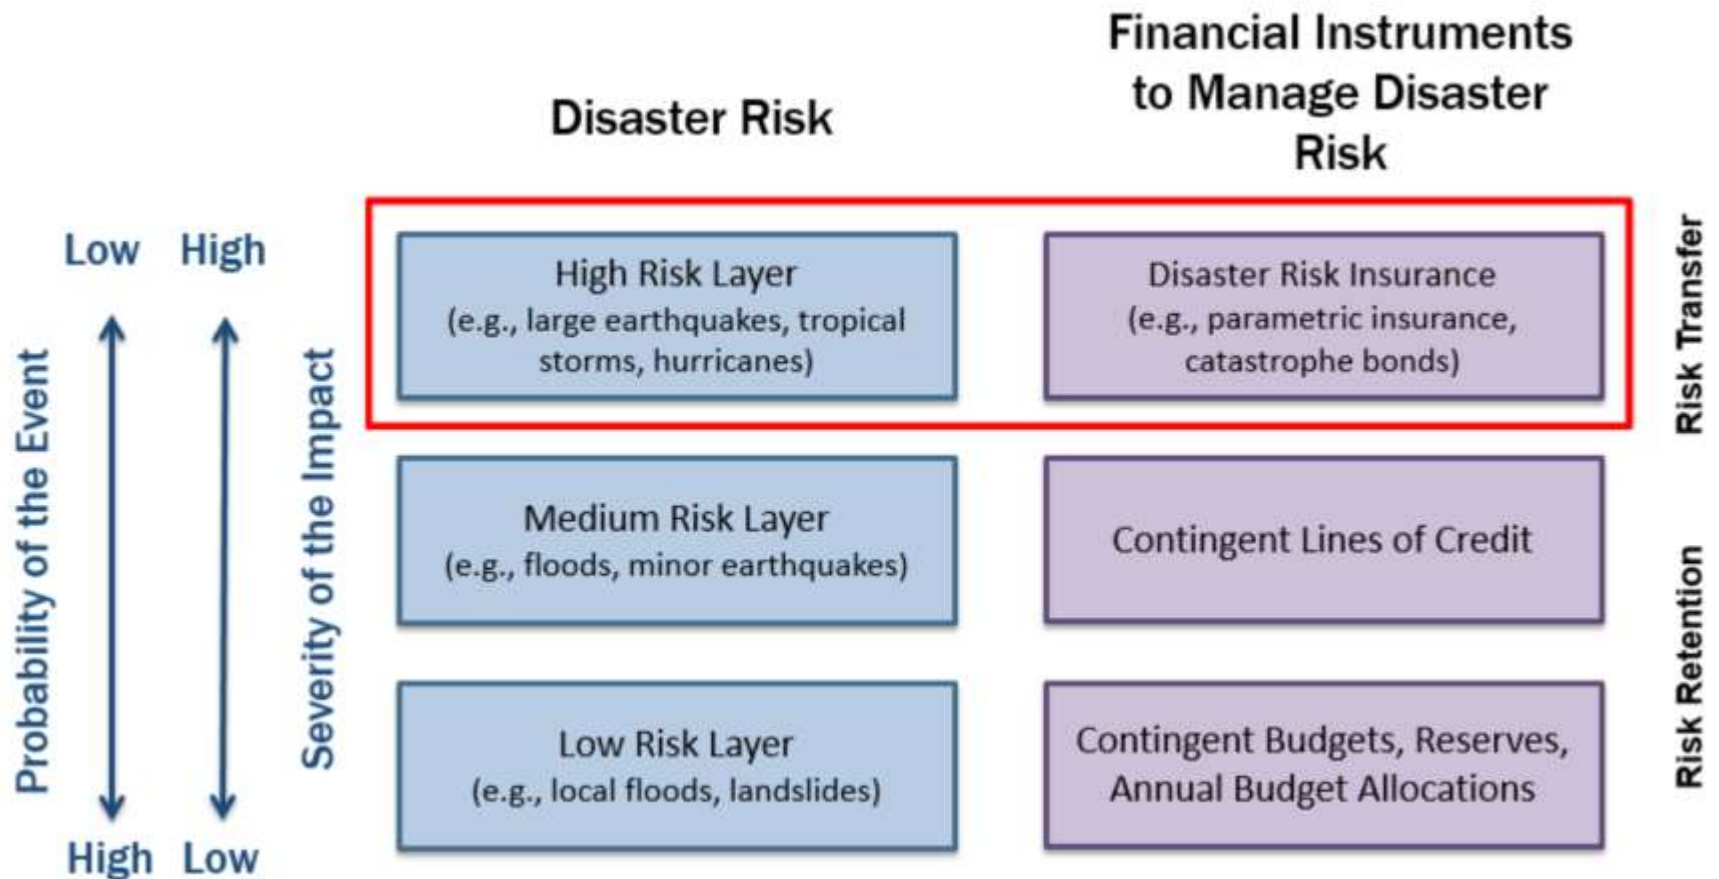 Disaster Risk
Financial Instruments
to Manage Disaster
Risk
Low
High
Probability of the Event
Severity of the Impact
High
Low
High Risk Layer
(e.g., large earthquakes, tropical
storms, hurricanes)
Disaster Risk Insurance
(e.g., parametric insurance,
catastrophe bonds)
Risk Transfer
Medium Risk Layer
(e.g., floods, minor earthquakes)
Contingent Lines of Credit
Low Risk Layer
(e.g., local floods, landslides)
Contingent Budgets, Reserves,
Annual Budget Allocations
Risk Retention